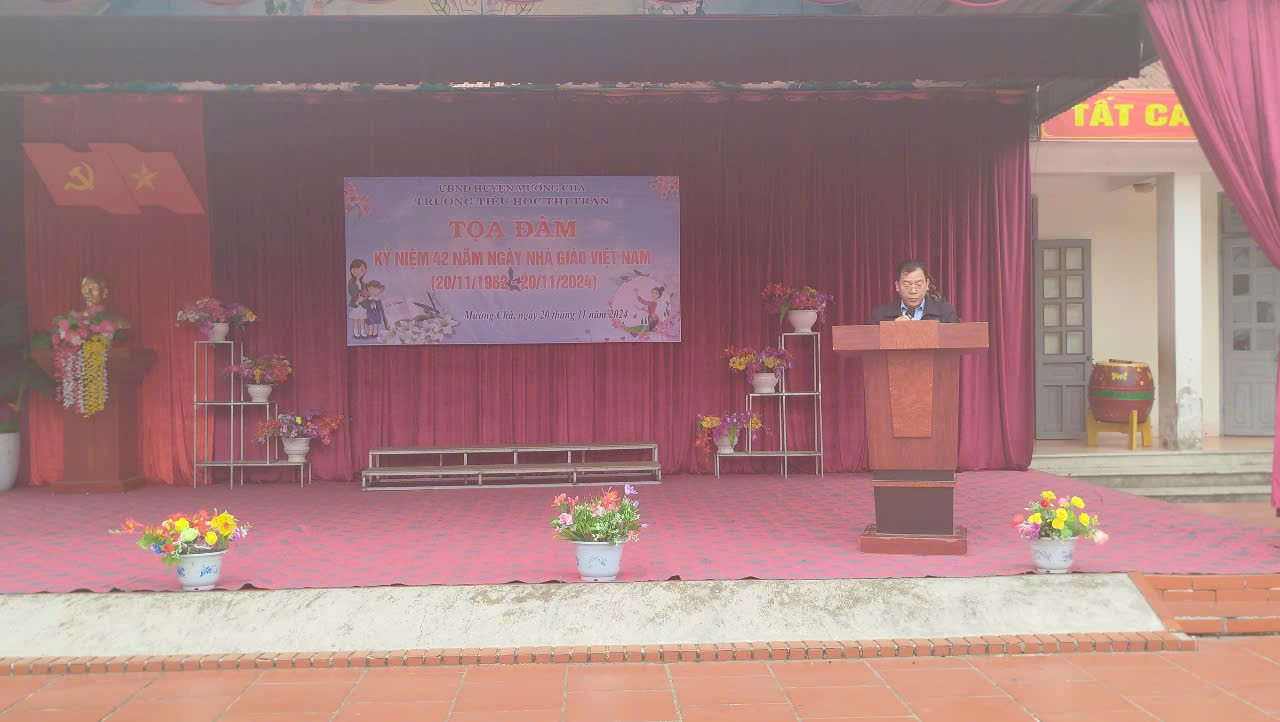 UBND HUYỆN MƯỜNG CHÀ
TRƯỜNG TIỂU HỌC THỊ TRẤN
TỌA ĐÀM
KỶ NIỆM 42 NĂM NGÀY NHÀ GIÁO VIỆT NAM
(20/11/1982 - 20/11/2024)
Mường Chà, ngày 20 tháng 11 năm 2024
TẤT CẢ